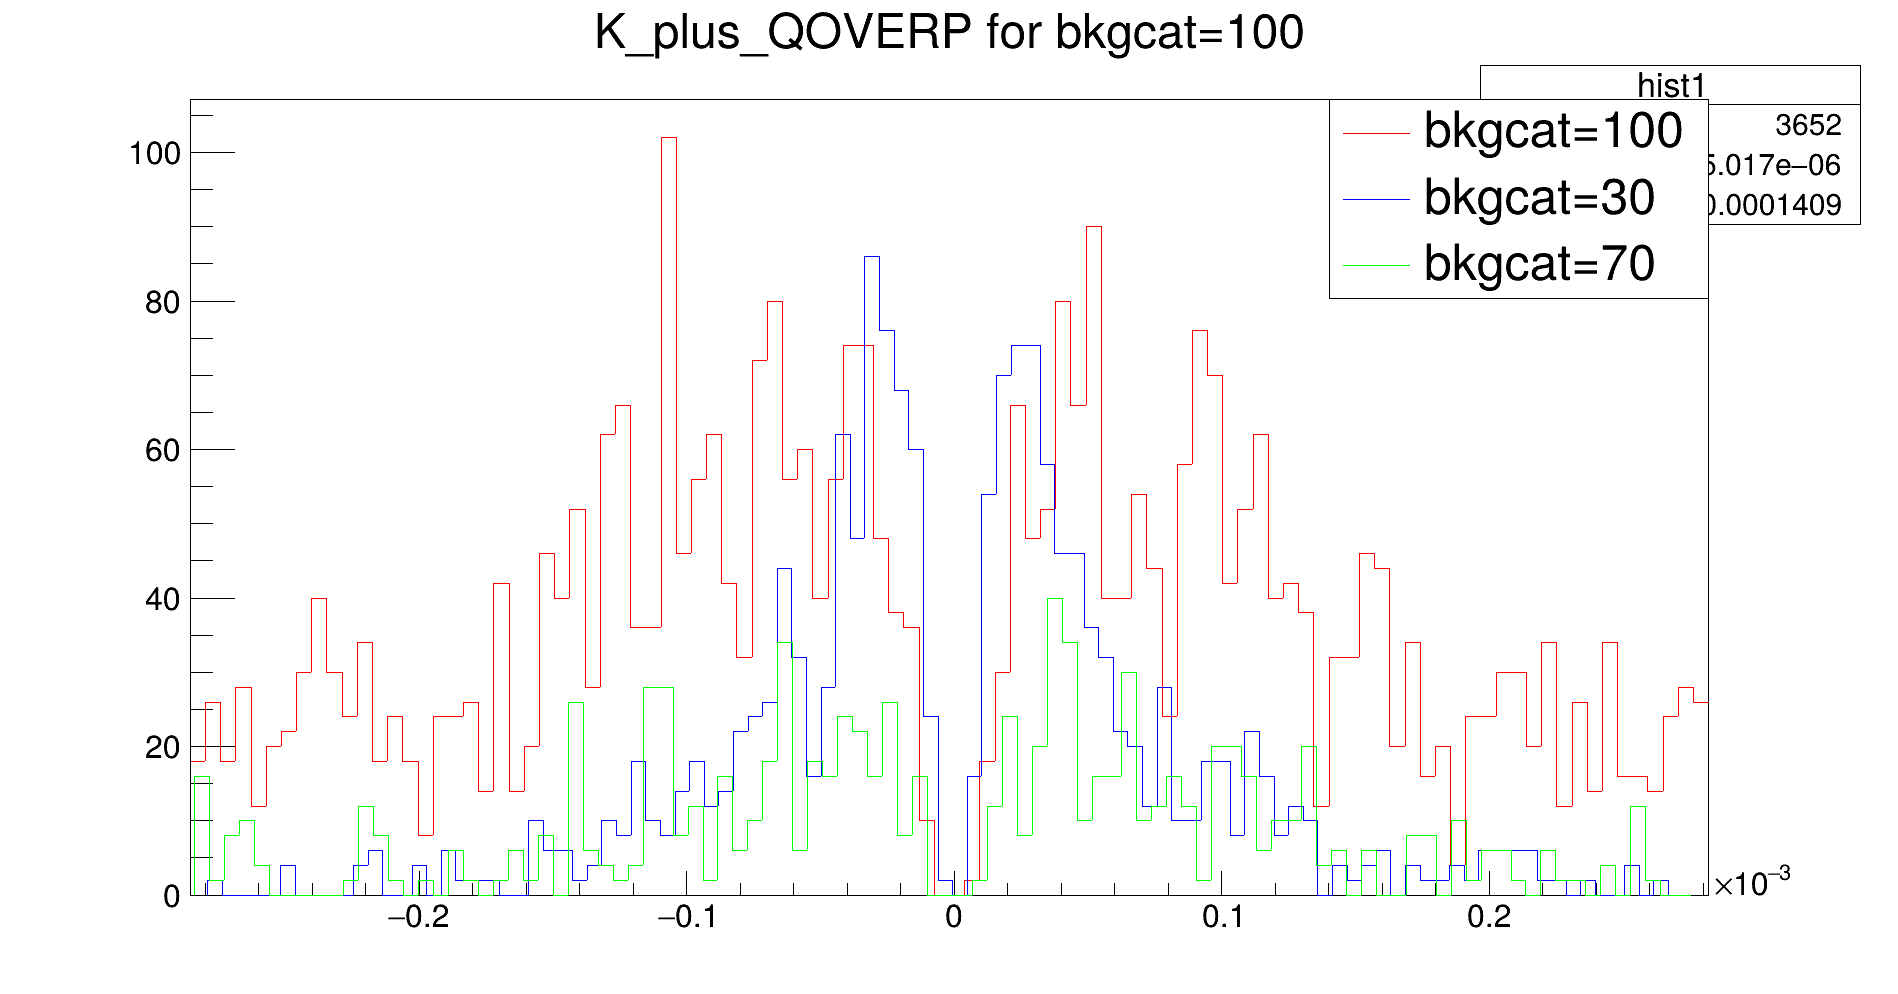 K_plus_QOVERP for bkgcat=100
hist1
3652
5.017e−06
0.0001409
bkgcat=100
bkgcat=30
bkgcat=70
100
80
60
40
20
0
−0.2
−0.1
0
0.1
0.2
×10−3